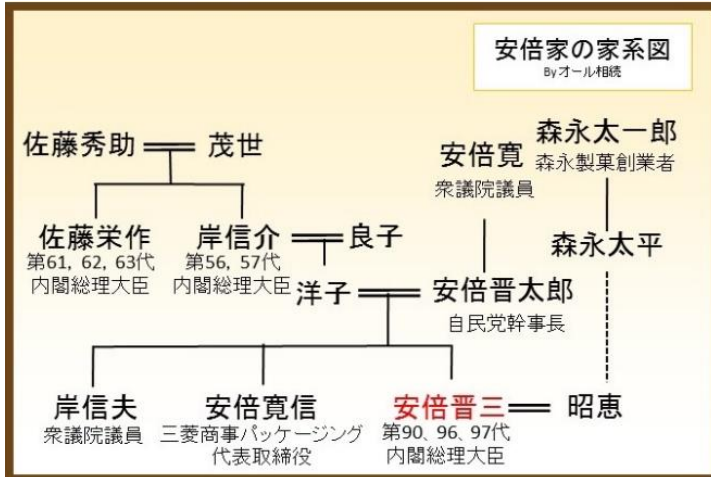 安倍家の家系図
By オール相続
佐藤秀助
茂世
安倍寛
衆議院議員
森永太一郎
森永製菓創業者
佐藤栄作
第61, 62, 63代
内閣総理大臣
岸信介
第56, 57代
内閣総理大臣
良子
森永太平
洋子
安倍晋太郎
自民党幹事長
岸信夫
衆議院議員
安倍寛信
三菱商事パッケージング
代表取締役
安倍晋三
第90、96、97代
内閣総理大臣
昭恵